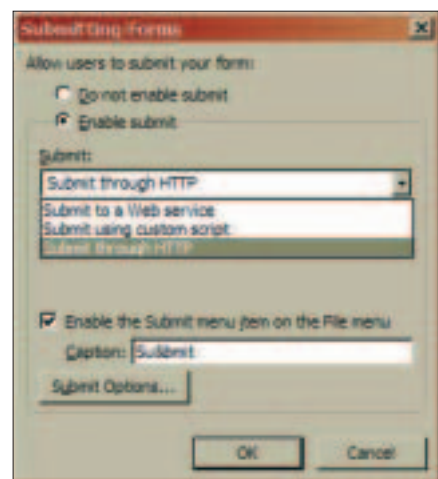 Submitting Forms
Allow users to submit your form:
Do not enable submit
Enable submit
Submit:
Submit through HTTP
Submit to a Web service
Submit using custom script
Submit through HTTP
Enable the Submit menu item on the File menu
Caption: Su&bmit
Submit Options...
OK Cancel